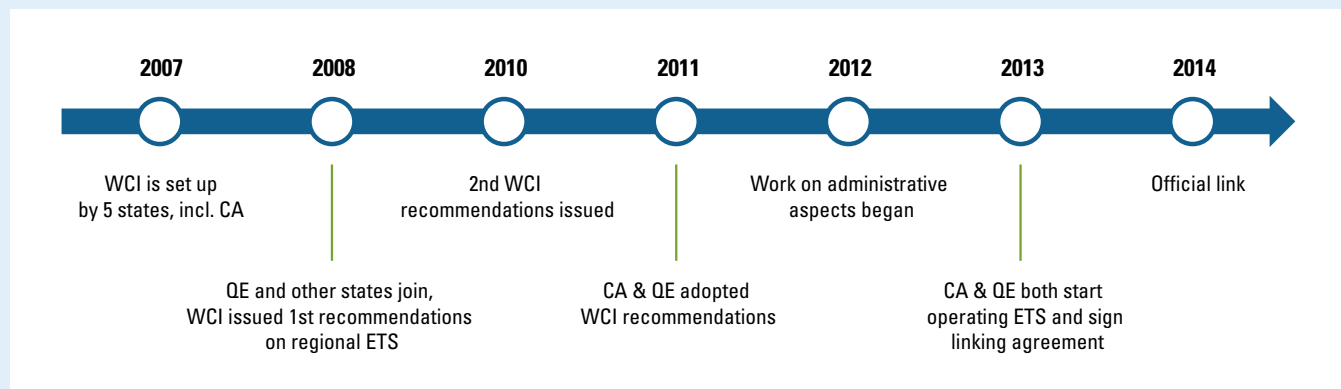 2007
WCI is set up
by 5 states, incl. CA
2008
QE and other states join,
WCI issued 1st recommendations
on regional ETS
2010
2nd WCI
recommendations issued
2011
CA & QE adopted
WCI recommendations
2012
Work on administrative
aspects began
2013
CA & QE both start
operating ETS and sign
linking agreement
2014
Official link